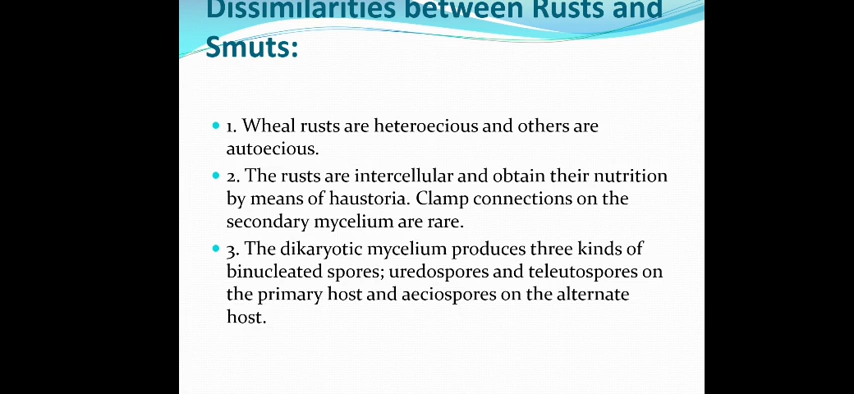 Dissimilarities between Rusts and
Smuts:
• 1. Wheal rusts are heteroecious and others are
autoecious.
• 2. The rusts are intercellular and obtain their nutrition
by means of haustoria. Clamp connections on the
secondary mycelium are rare.
• 3. The dikaryotic mycelium produces three kinds of
binucleated spores; uredospores and teleutospores on
the primary host and aeciospores on the alternate
host.